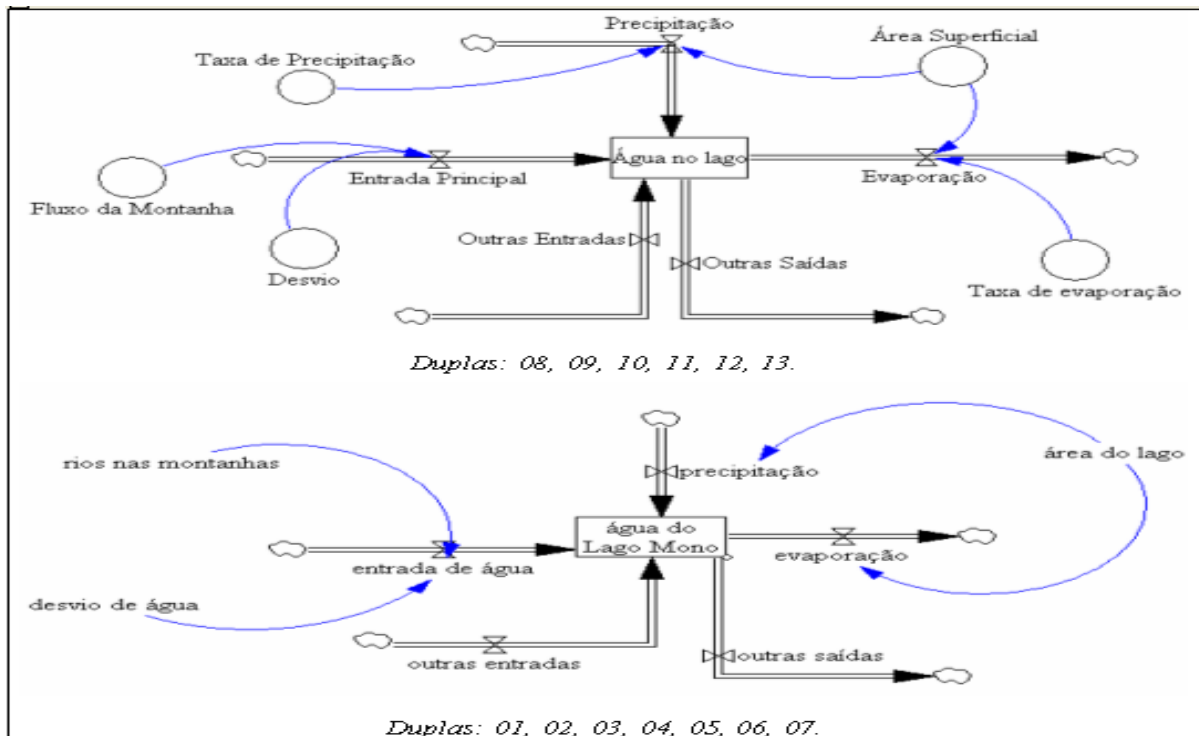 Precipitação
Área Superficial
Taxa de Precipitação
Água no lago
Entrada Principal
Evaporação
Fluxo da Montanha
Outras Entradas
Outras Saídas
Desvio
Taxa de evaporação
Duplas: 08, 09, 10, 11, 12, 13.
rios nas montanhas
precipitação
área do lago
água do
Lago Mono
entrada de água
evaporação
desvio de água
outras entradas
outras saídas
Duplas: 01, 02, 03, 04, 05, 06, 07.